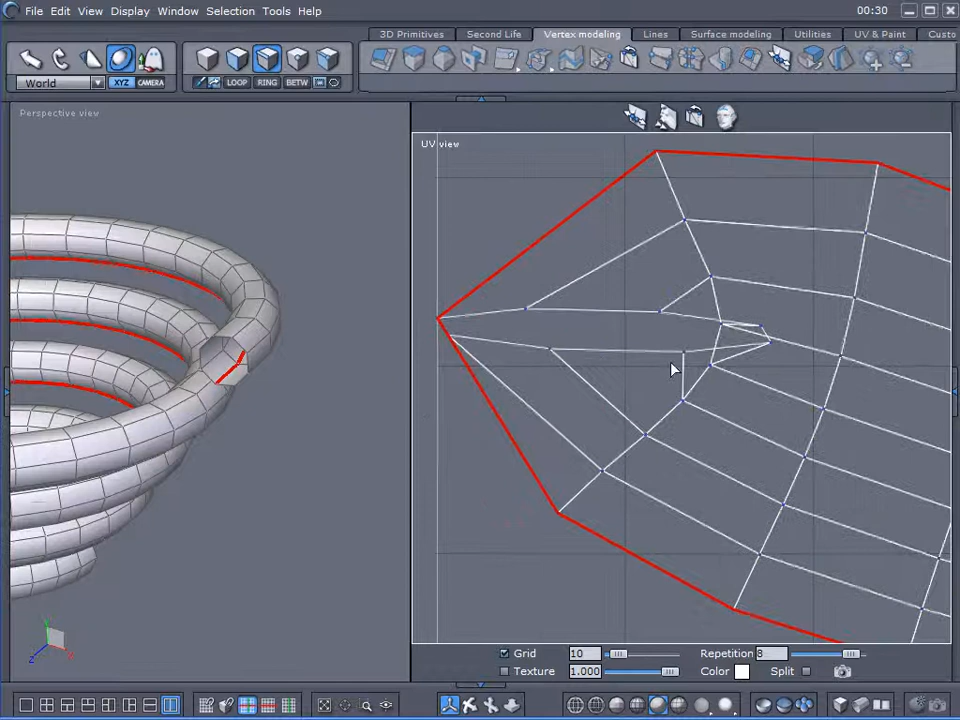 File Edit View Display Window Selection Tools Help 00:30
3D Primitives Second Life Vertex modeling Lines Surface modeling Utilities UV & Paint Custo
World XYZ CAMERA LOOP RING BETW
Perspective view
UV view
Y
Z X
Grid 10 Repetition 8
Texture 1.000 Color Split